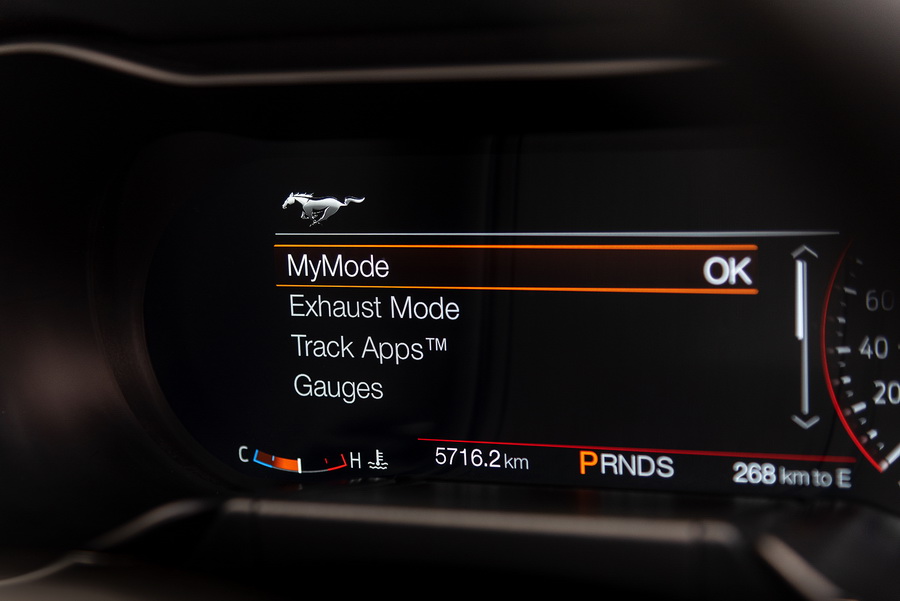 MyMode OK
Exhaust Mode
Track Apps™
Gauges
60
40
20
C H 5716.2 km PRNDS 268 km to E